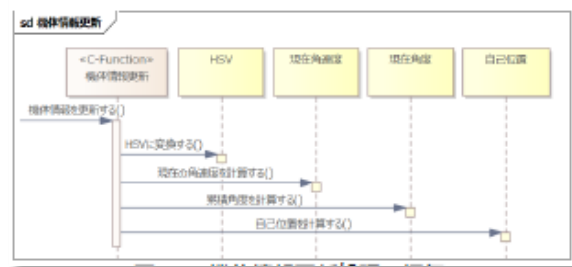 sd 機体情報更新
«C-Function»
機体情報更新
HSV
現在角速度
現在角度
自己位置
機体情報を更新する()
HSVに変換する()
現在の角速度を計算する()
累積角度を計算する()
自己位置を計算する()